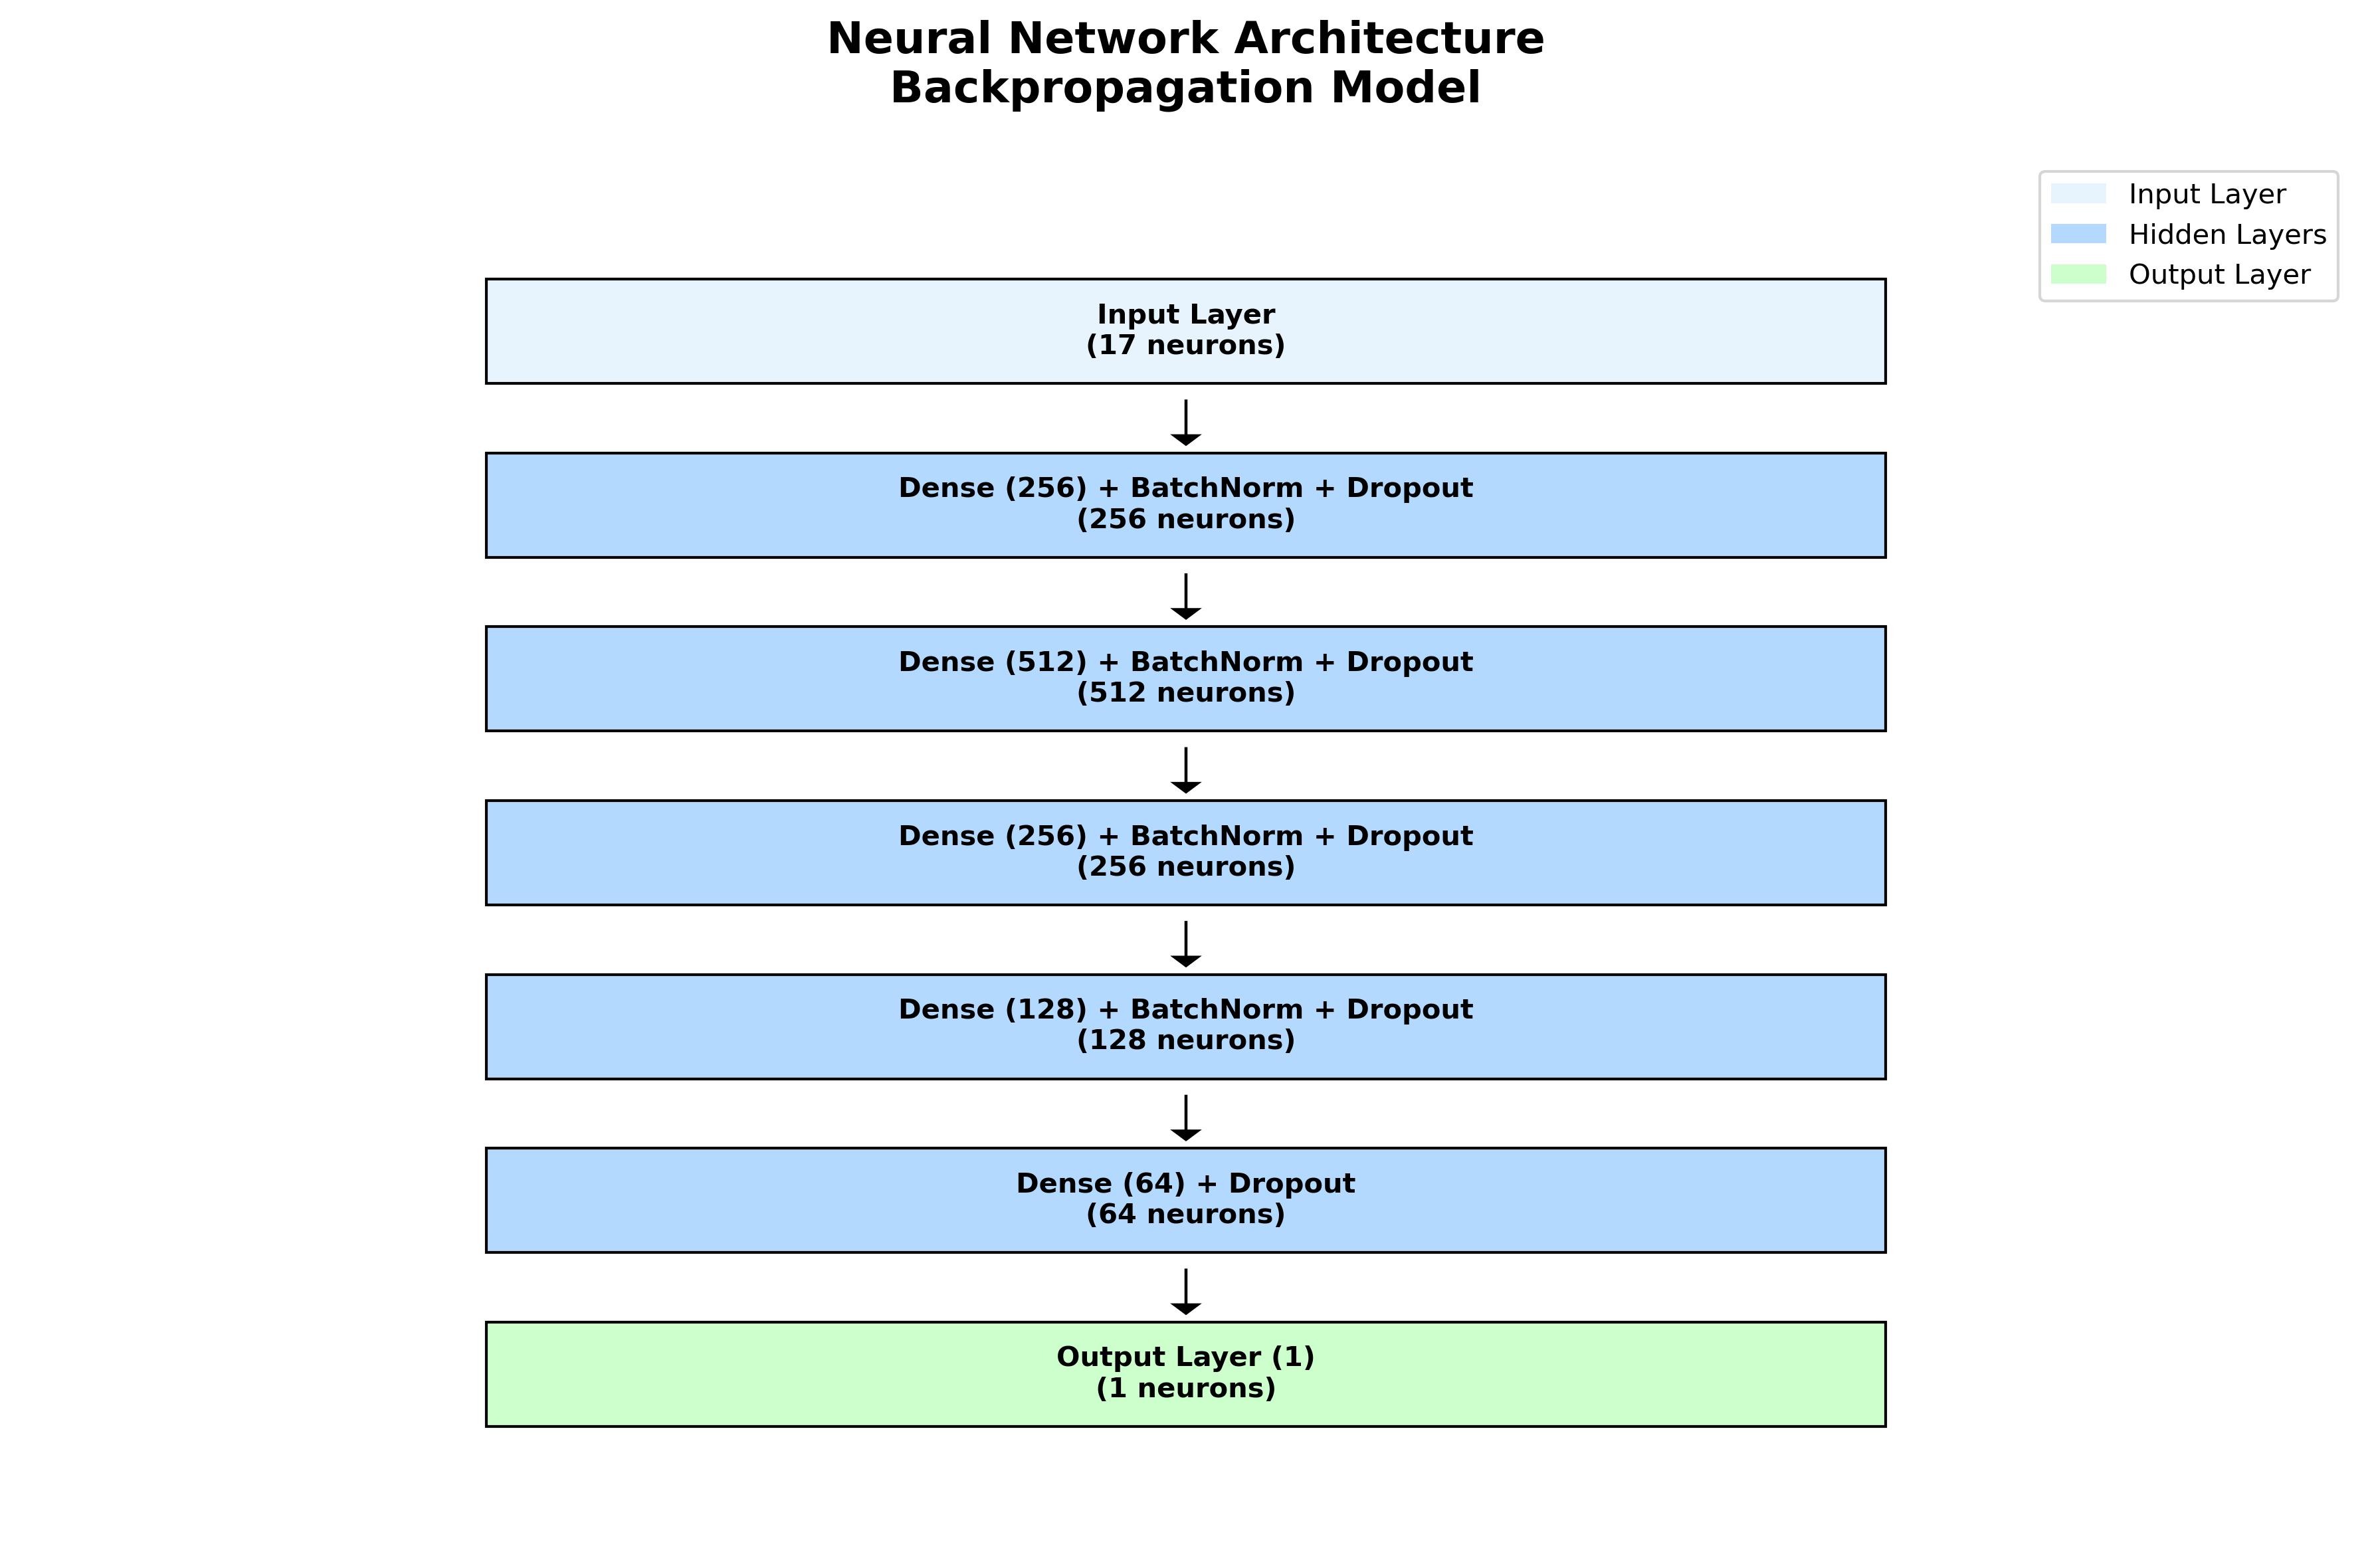 Neural Network Architecture
Backpropagation Model
Input Layer
Hidden Layers
Output Layer
Input Layer
(17 neurons)
Dense (256) + BatchNorm + Dropout
(256 neurons)
Dense (512) + BatchNorm + Dropout
(512 neurons)
Dense (256) + BatchNorm + Dropout
(256 neurons)
Dense (128) + BatchNorm + Dropout
(128 neurons)
Dense (64) + Dropout
(64 neurons)
Output Layer (1)
(1 neurons)